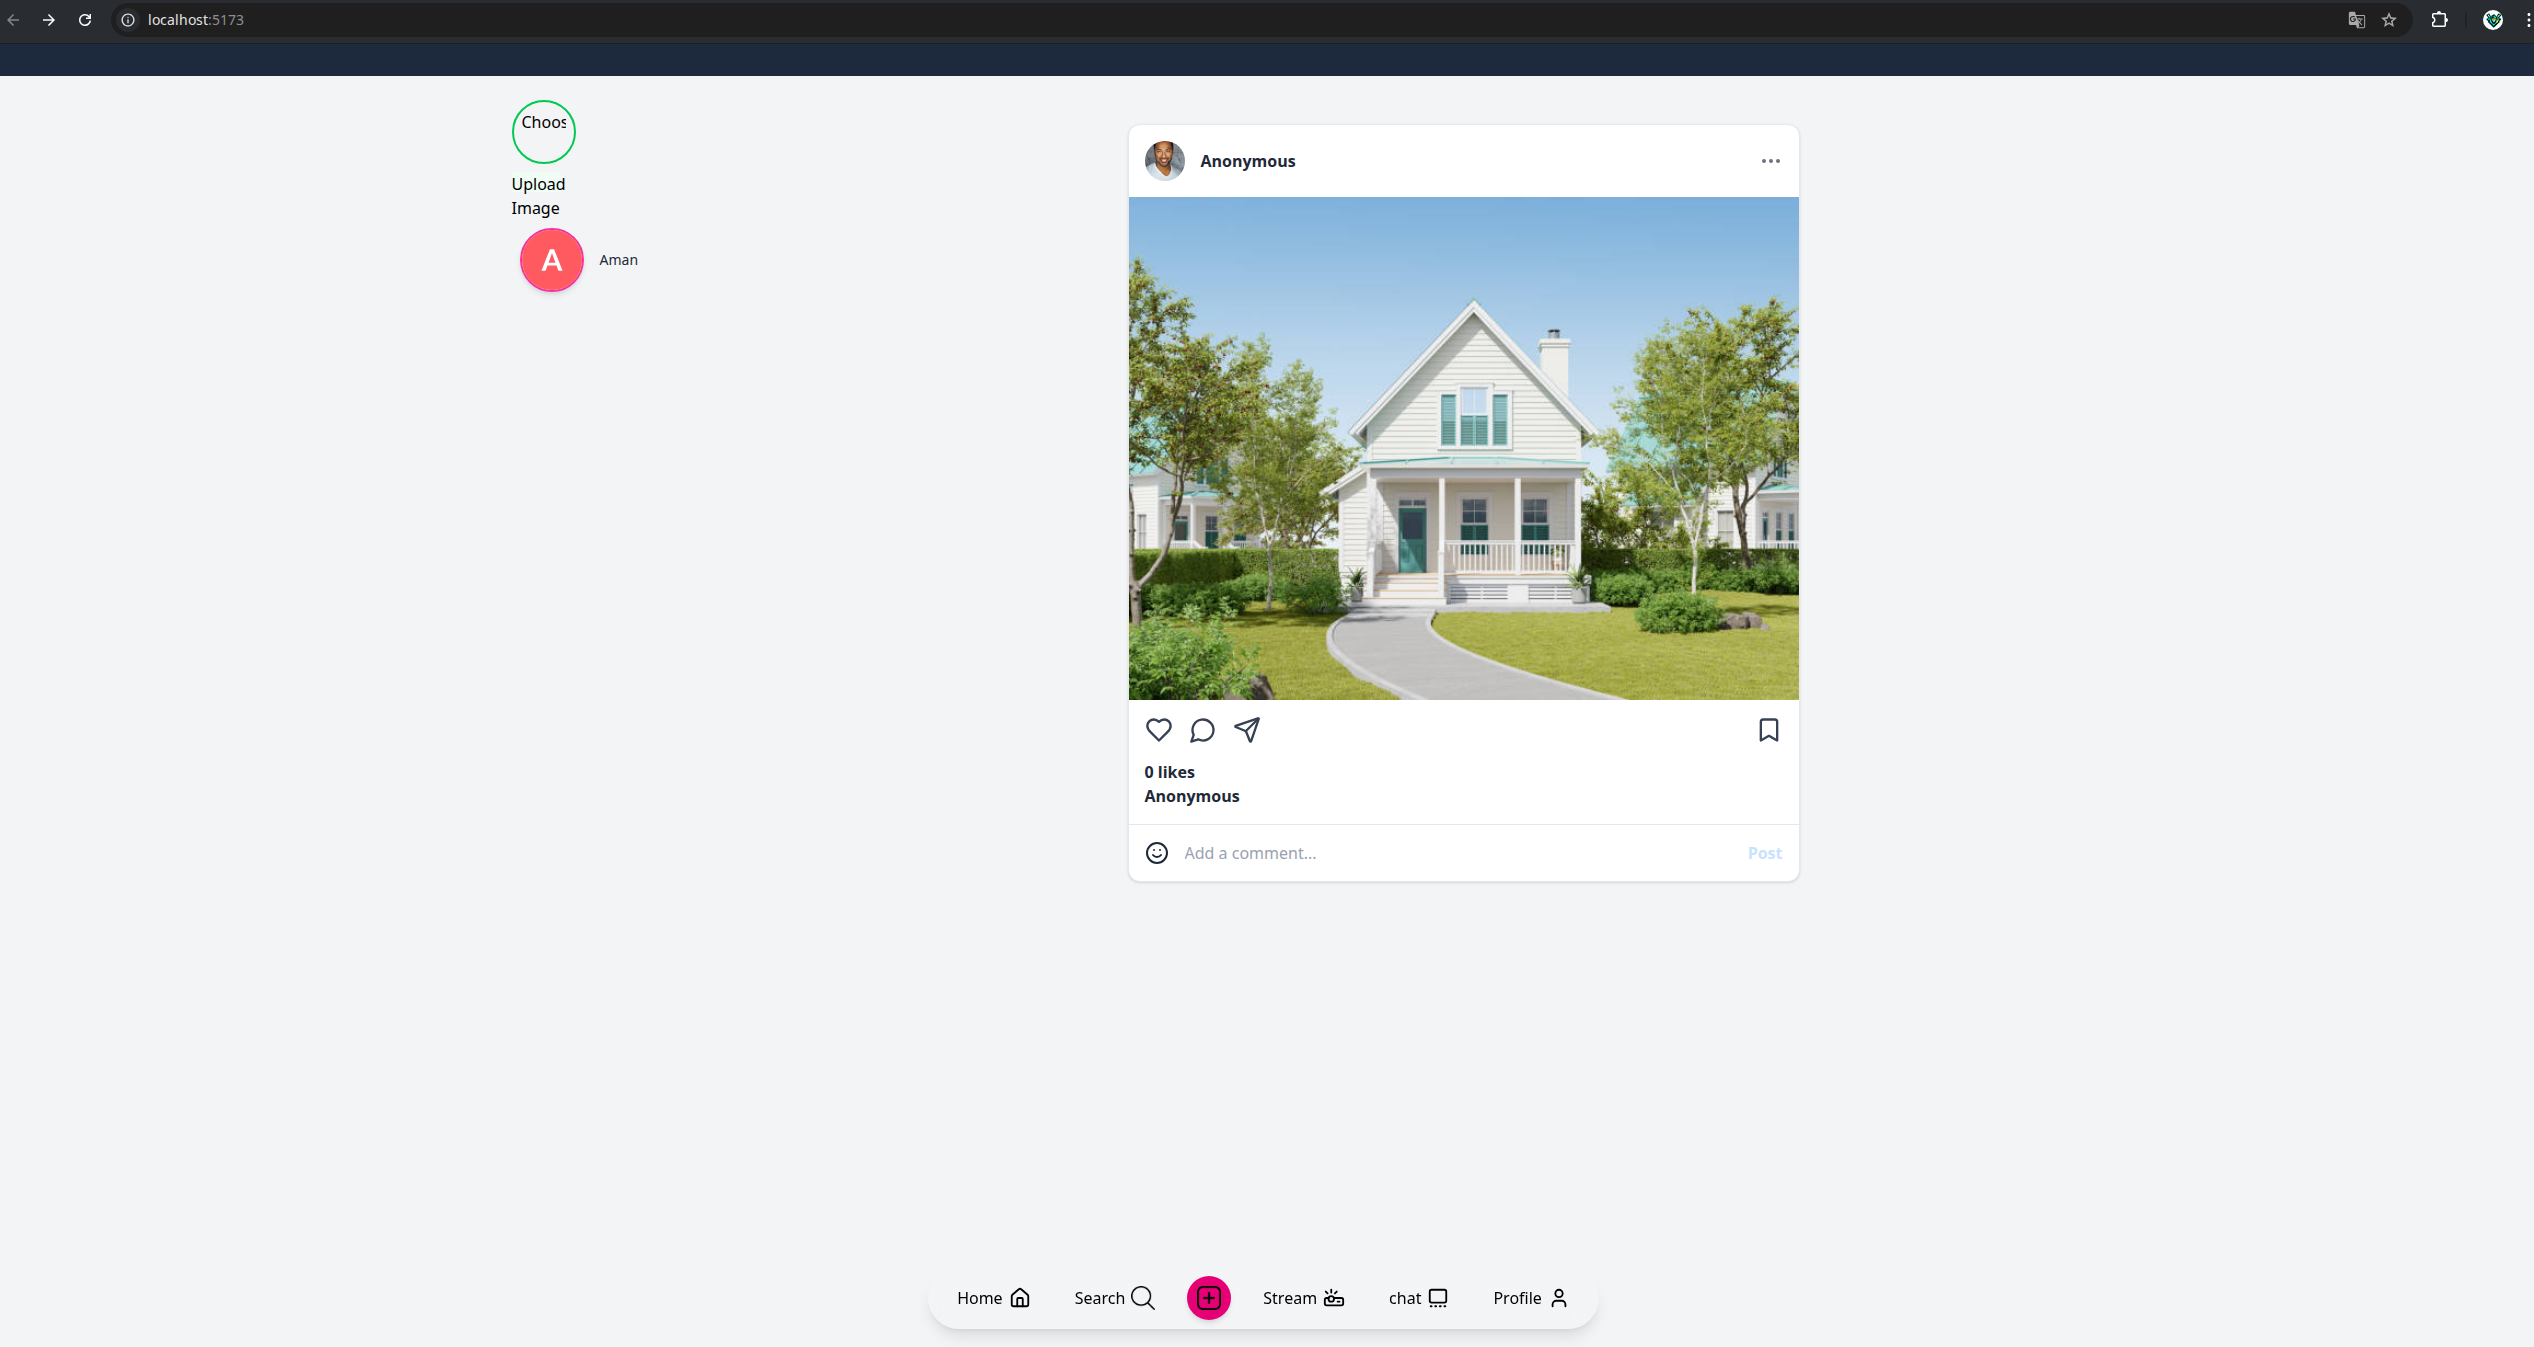 localhost:5173
Choos
Upload
Image
A
Aman
Anonymous
0 likes
Anonymous
Add a comment...
Post
Home
Search
Stream
chat
Profile